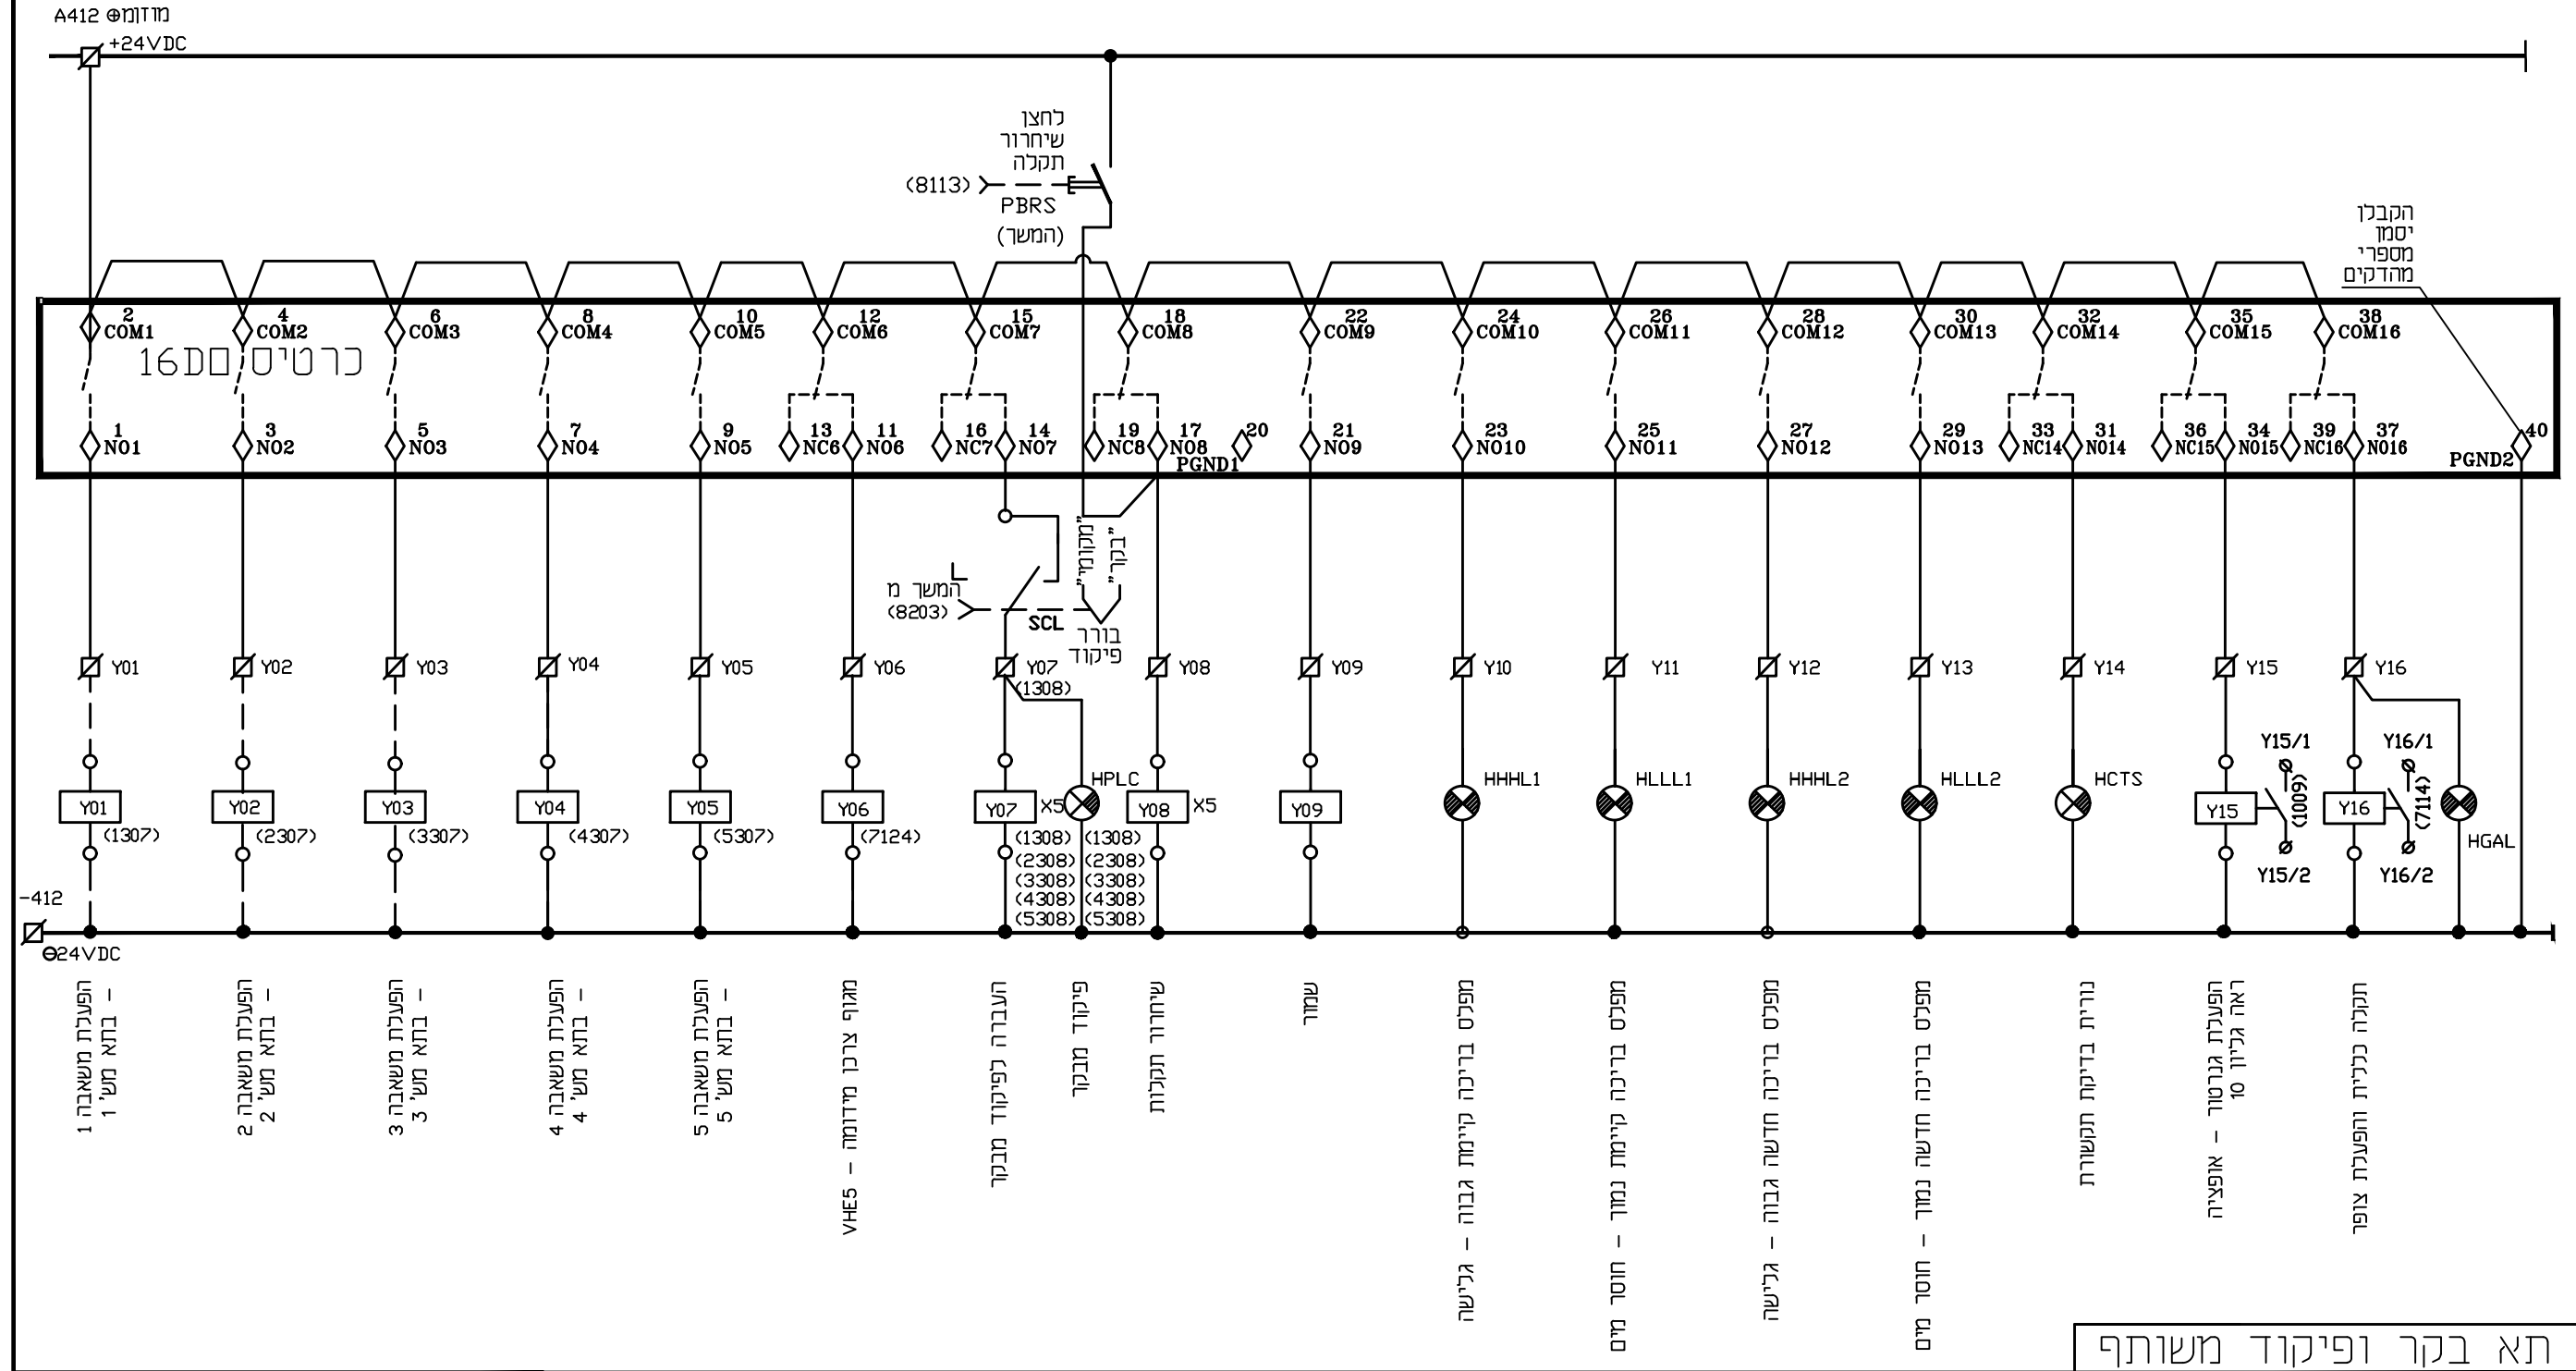 מוזנמ⊕ A412
+24VDC
לחצן
שיחרור
תקלה
(8113)
PBRS
(המשך)
הקבלן
יסמן
מספרי
מהדקים
2
COM1
4
COM2
6
COM3
8
COM4
10
COM5
12
COM6
15
COM7
18
COM8
22
COM9
24
COM10
26
COM11
28
COM12
30
COM13
32
COM14
35
COM15
38
COM16
כרטיס 16DO
1
NO1
3
NO2
5
NO3
7
NO4
9
NO5
13
NC6
11
NO6
16
NC7
14
NO7
19
NC8
17
NO8
20
PGND1
21
NO9
23
NO10
25
NO11
27
NO12
29
NO13
33
NC14
31
NO14
36
NC15
34
NO15
39
NC16
37
NO16
40
PGND2
"מקומי"
"בקר"
המשך מ
(8203)
SCL
בורר
פיקוד
Y01
Y02
Y03
Y04
Y05
Y06
Y07
(1308)
Y08
Y09
Y10
Y11
Y12
Y13
Y14
Y15
Y16
Y01
(1307)
Y02
(2307)
Y03
(3307)
Y04
(4307)
Y05
(5307)
Y06
(7124)
Y07
X5
HPLC
Y08
X5
(1308) (1308)
(2308) (2308)
(3308) (3308)
(4308) (4308)
(5308) (5308)
Y09
HHHL1
HLLL1
HHHL2
HLLL2
HCTS
Y15
Y15/1
(1009)
Y15/2
Y16
Y16/1
(7114)
Y16/2
HGAL
-412
⊖24VDC
הפעלת משאבה 1
- בתא מש' 1
הפעלת משאבה 2
- בתא מש' 2
הפעלת משאבה 3
- בתא מש' 3
הפעלת משאבה 4
- בתא מש' 4
הפעלת משאבה 5
- בתא מש' 5
מגוף צרכן מידומה - VHE5
העברה לפיקוד מבקר
פיקוד מבקר
שיחרור תקלות
שמור
מפלס בריכה קיימת גבוה - גלישה
מפלס בריכה קיימת נמוך - חוסר מים
מפלס בריכה חדשה גבוה - גלישה
מפלס בריכה חדשה נמוך - חוסר מים
נורית בדיקת תקשורת
הפעלת גנרטור - אופציה
ראה גליון 10
תקלה כללית והפעלת צופר
תא בקר ופיקוד משותף